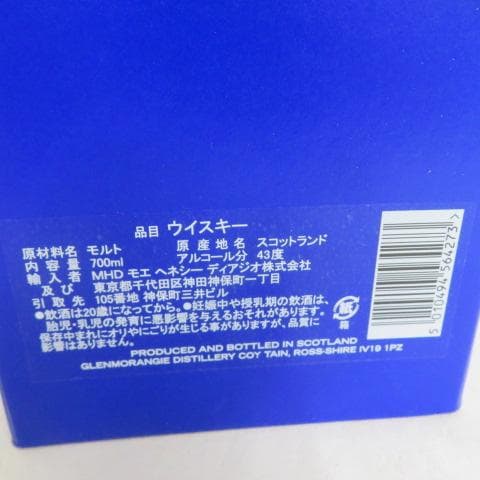 品目 ウイスキー
原材料名 モルト 原産地名 スコットランド
内容量 700ml アルコール分 43度
輸入者 MHD モエ ヘネシー ディアジオ株式会社
及び 東京都千代田区神田神保町一丁目
引取先 105番地 神保町三井ビル
●飲酒は20歳になってから。●妊娠中や授乳期の飲酒は、
胎児・乳児の発育に悪影響を与えるおそれがあります。
保存中まれにすりやにごりが生じる事が有りますが、品質に
影響はありません。
PRODUCED AND BOTTLED IN SCOTLAND
GLENMORANGIE DISTILLERY COY TAIN, ROSS-SHIRE IV19 1PZ
紙
箱
5 010494 564273 >